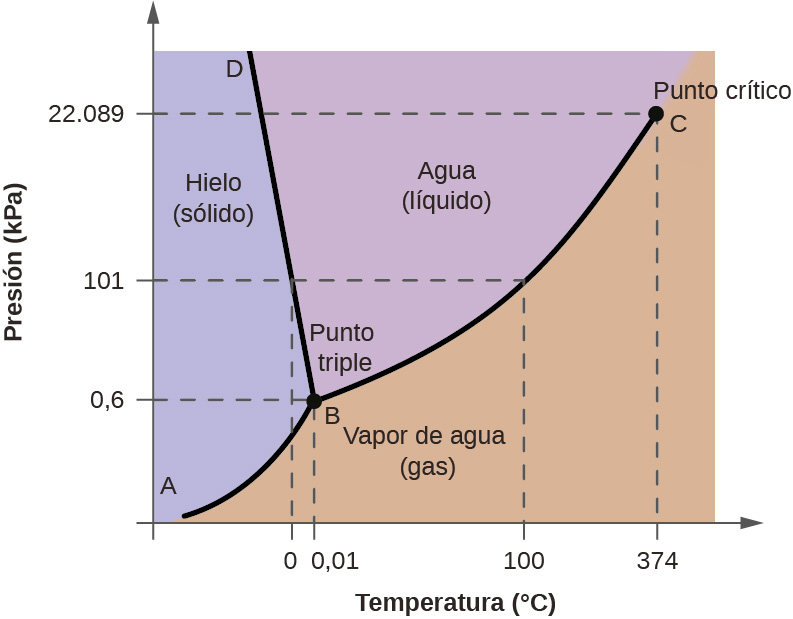 D
Punto crítico
22.089
C
Hielo
(sólido)
Agua
(líquido)
Presión (kPa)
101
Punto
triple
0,6
B
Vapor de agua
(gas)
A
0 0,01 100 374
Temperatura (°C)